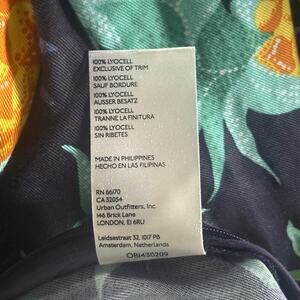 100% LYOCELL
EXCLUSIVE OF TRIM
100% LYOCELL
SAUF BORDURE
100% LYOCELL
AUSSER BESATZ
100% LYOCELL
TRANNE LA FINITURA
100% LYOCELL
SIN RIBETES
MADE IN PHILIPPINES
HECHO EN LAS FILIPINAS
RN 66170
CA 32054
Urban Outfitters, Inc.
146 Brick Lane
LONDON, E1 6RU
Leidsestraat 32, 1017 PB
Amsterdam, Netherlands
OBJ430209